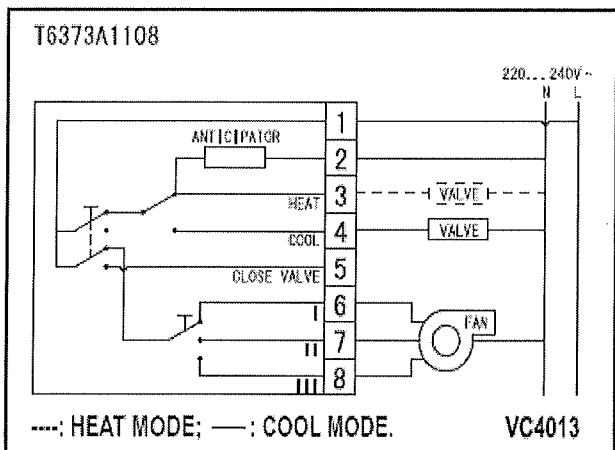 T6373A1108
220...240V~
N L
1
ANTICIPATOR
2
HEAT 3 VALVE
COOL 4 VALVE
CLOSE VALVE 5
I 6
FAN
II 7
III 8
----: HEAT MODE; —: COOL MODE. VC4013